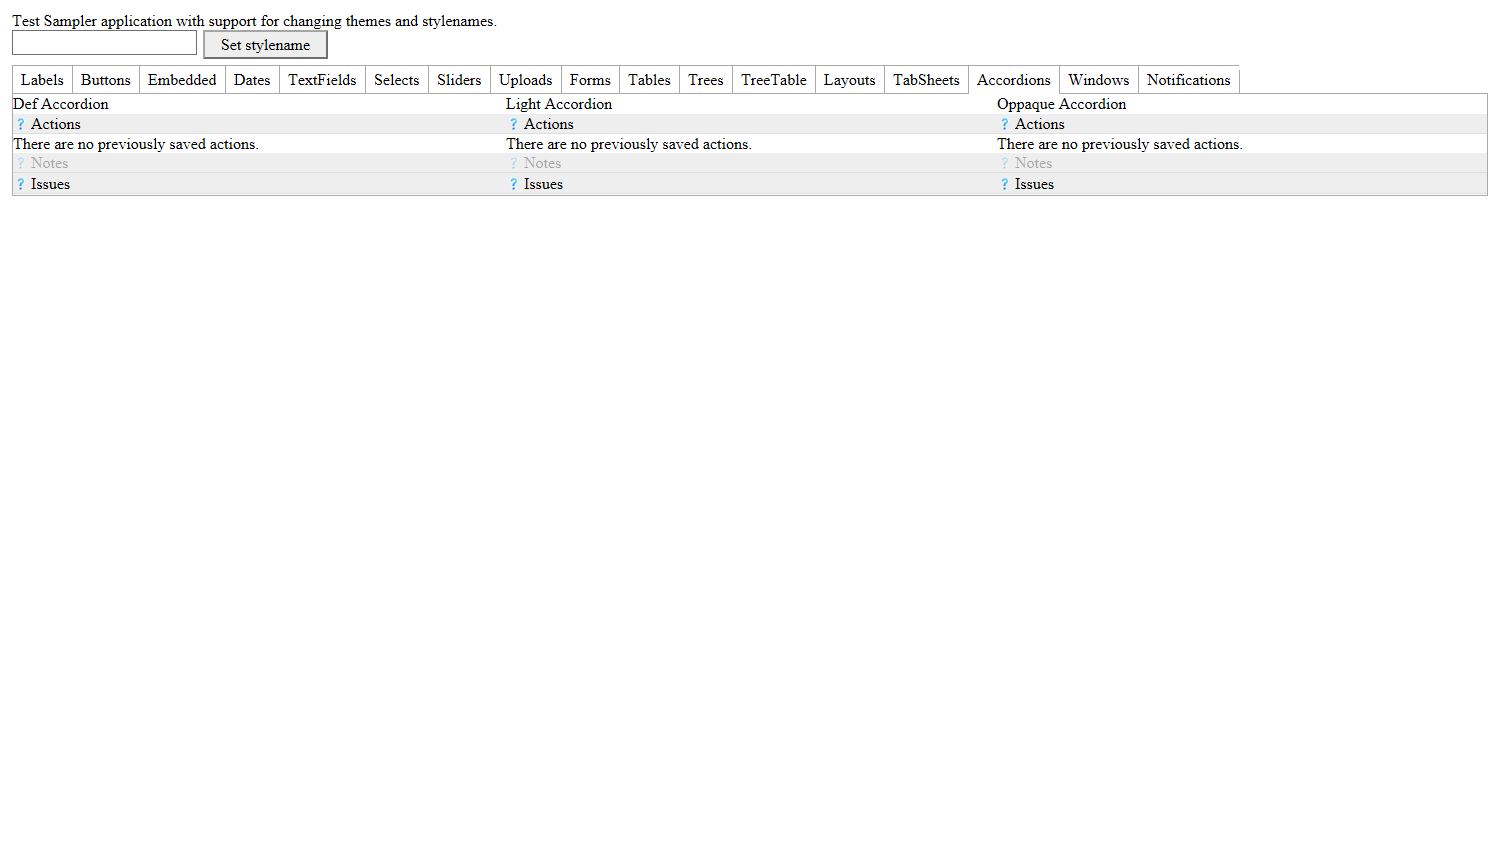 Test Sampler application with support for changing themes and stylenames.
Set stylename
Labels Buttons Embedded Dates TextFields Selects Sliders Uploads Forms Tables Trees TreeTable Layouts TabSheets Accordions Windows Notifications
Def Accordion Light Accordion Oppaque Accordion
? Actions ? Actions ? Actions
There are no previously saved actions. There are no previously saved actions. There are no previously saved actions.
? Notes ? Notes ? Notes
? Issues ? Issues ? Issues